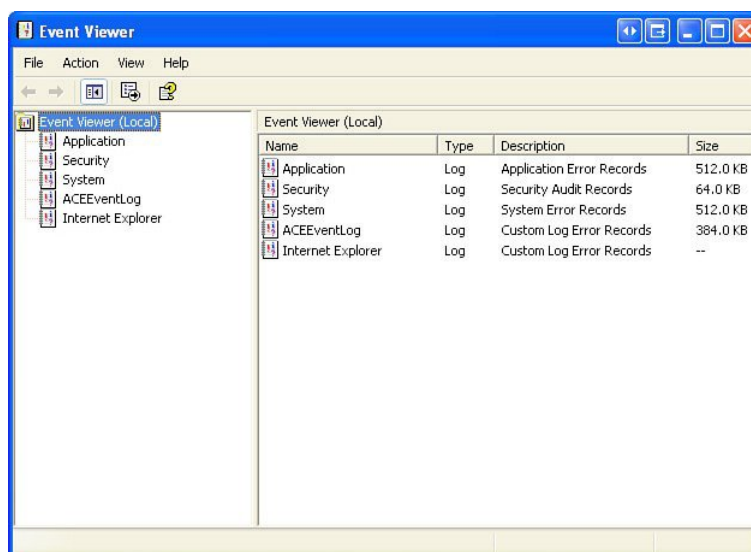 Event Viewer
File Action View Help
Event Viewer (Local)
Application
Security
System
ACEEventLog
Internet Explorer
Event Viewer (Local)
Name Type Description Size
Application Log Application Error Records 512.0 KB
Security Log Security Audit Records 64.0 KB
System Log System Error Records 512.0 KB
ACEEventLog Log Custom Log Error Records 384.0 KB
Internet Explorer Log Custom Log Error Records --